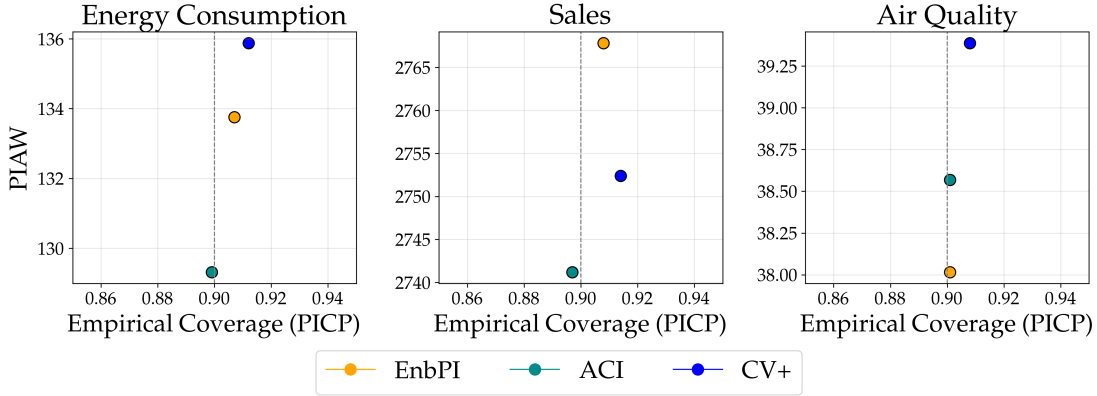 Energy Consumption
Sales
Air Quality
PIAW
136
134
132
130
2765
2760
2755
2750
2745
2740
39.25
39.00
38.75
38.50
38.25
38.00
0.86 0.88 0.90 0.92 0.94
0.86 0.88 0.90 0.92 0.94
0.86 0.88 0.90 0.92 0.94
Empirical Coverage (PICP)
Empirical Coverage (PICP)
Empirical Coverage (PICP)
EnbPI ACI CV+